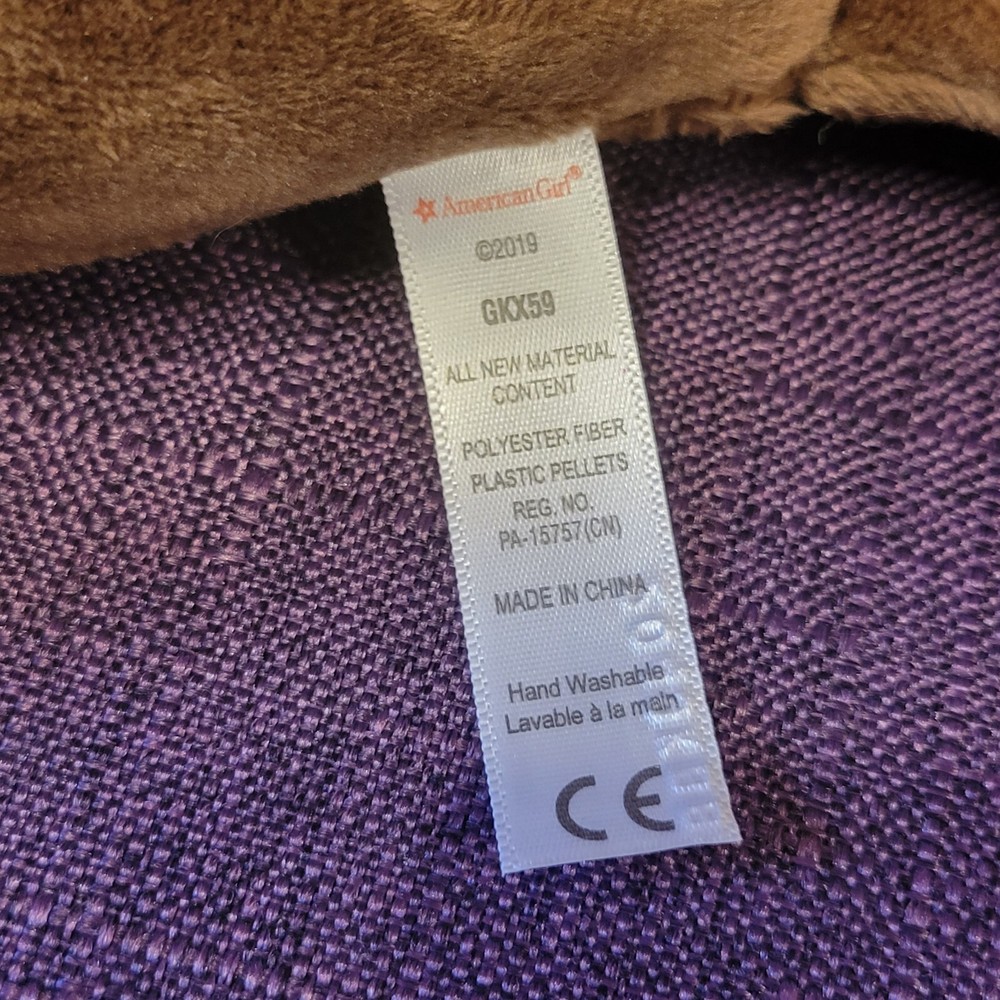 American Girl®
©2019
GKX59
ALL NEW MATERIAL
CONTENT
POLYESTER FIBER
PLASTIC PELLETS
REG. NO.
PA-15757(CN)
MADE IN CHINA
Hand Washable
Lavable à la main
CE